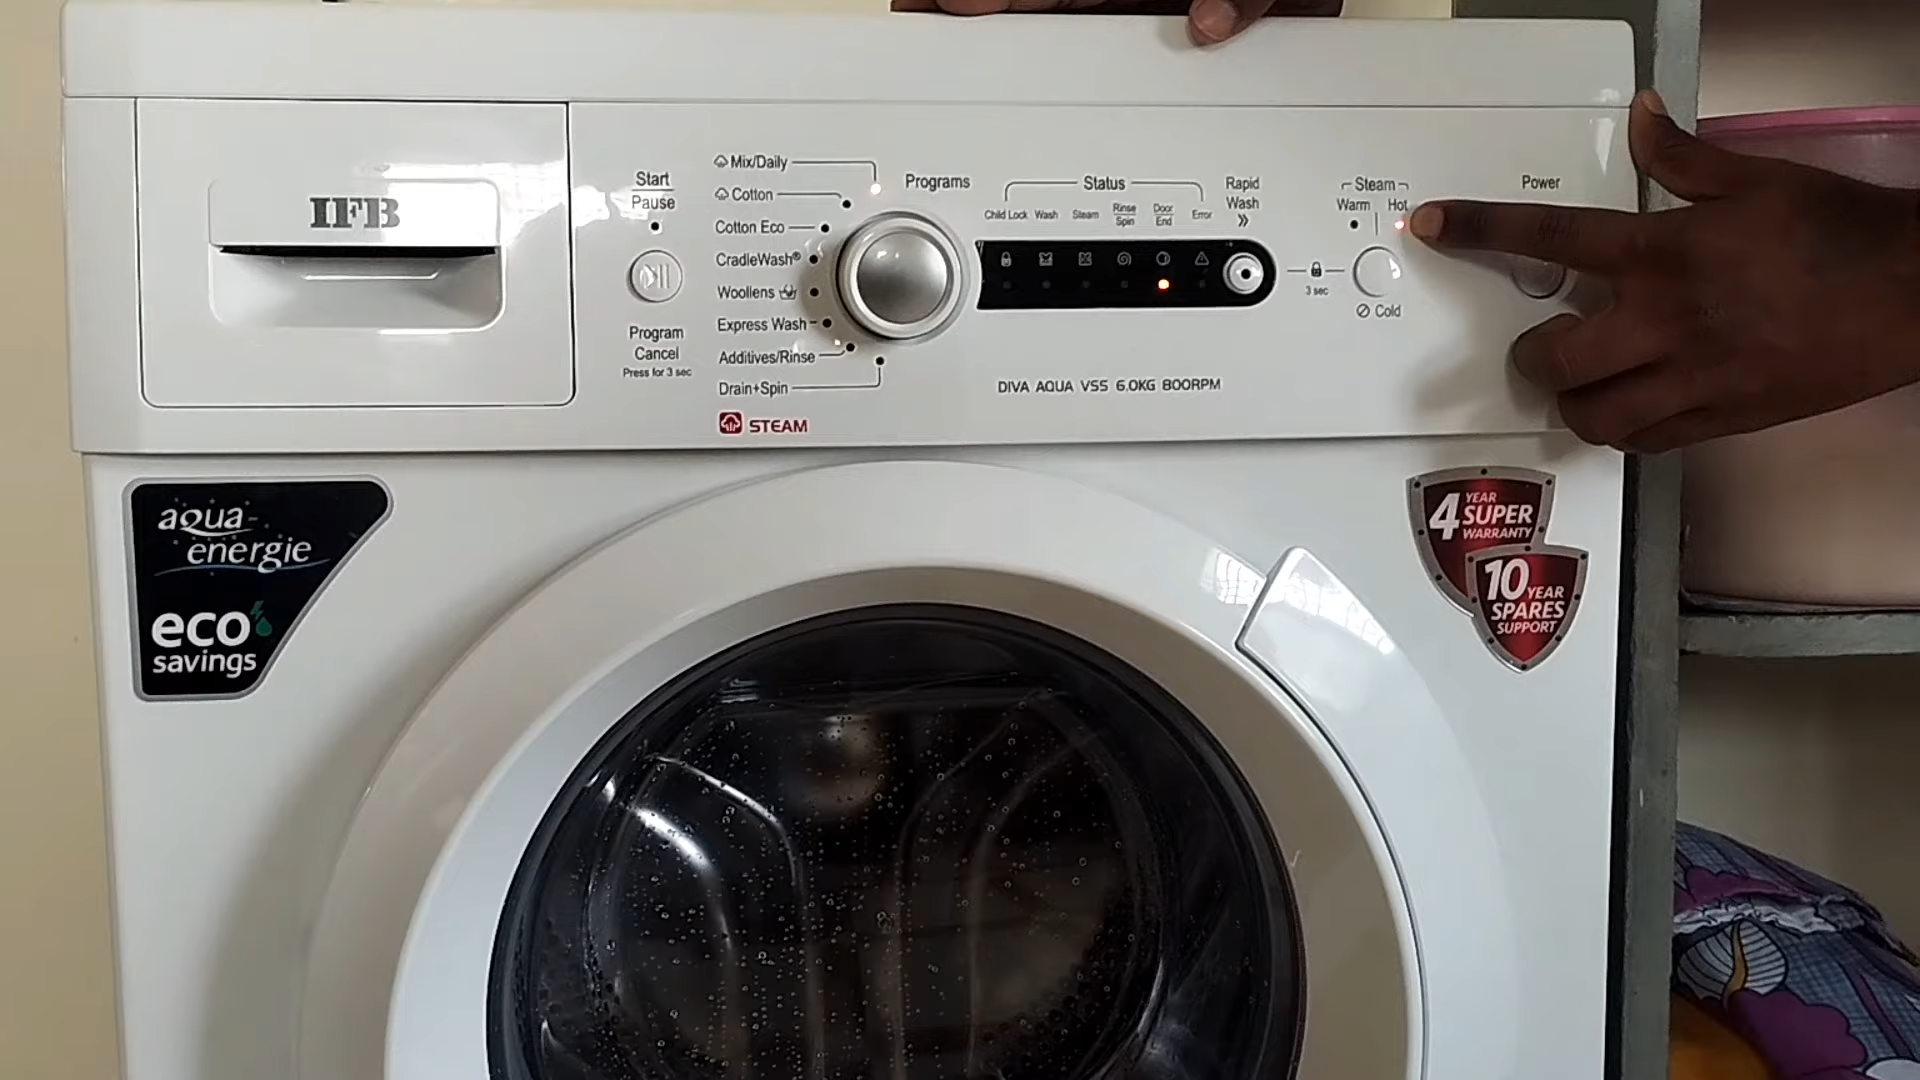 IFB
Start
Pause
Program
Cancel
Press for 3 sec
Mix/Daily
Cotton
Cotton Eco
CradleWash®
Woollens
Express Wash
Additives/Rinse
Drain+Spin
STEAM
Programs
Status
Child Lock Wash Steam Rinse Spin Door End Error
Rapid
Wash
3 sec
Steam
Warm Hot
Cold
Power
DIVA AQUA VSS 6.0KG 800RPM
aqua-
energie
eco
savings
4 YEAR
SUPER
WARRANTY
10 YEAR
SPARES
SUPPORT